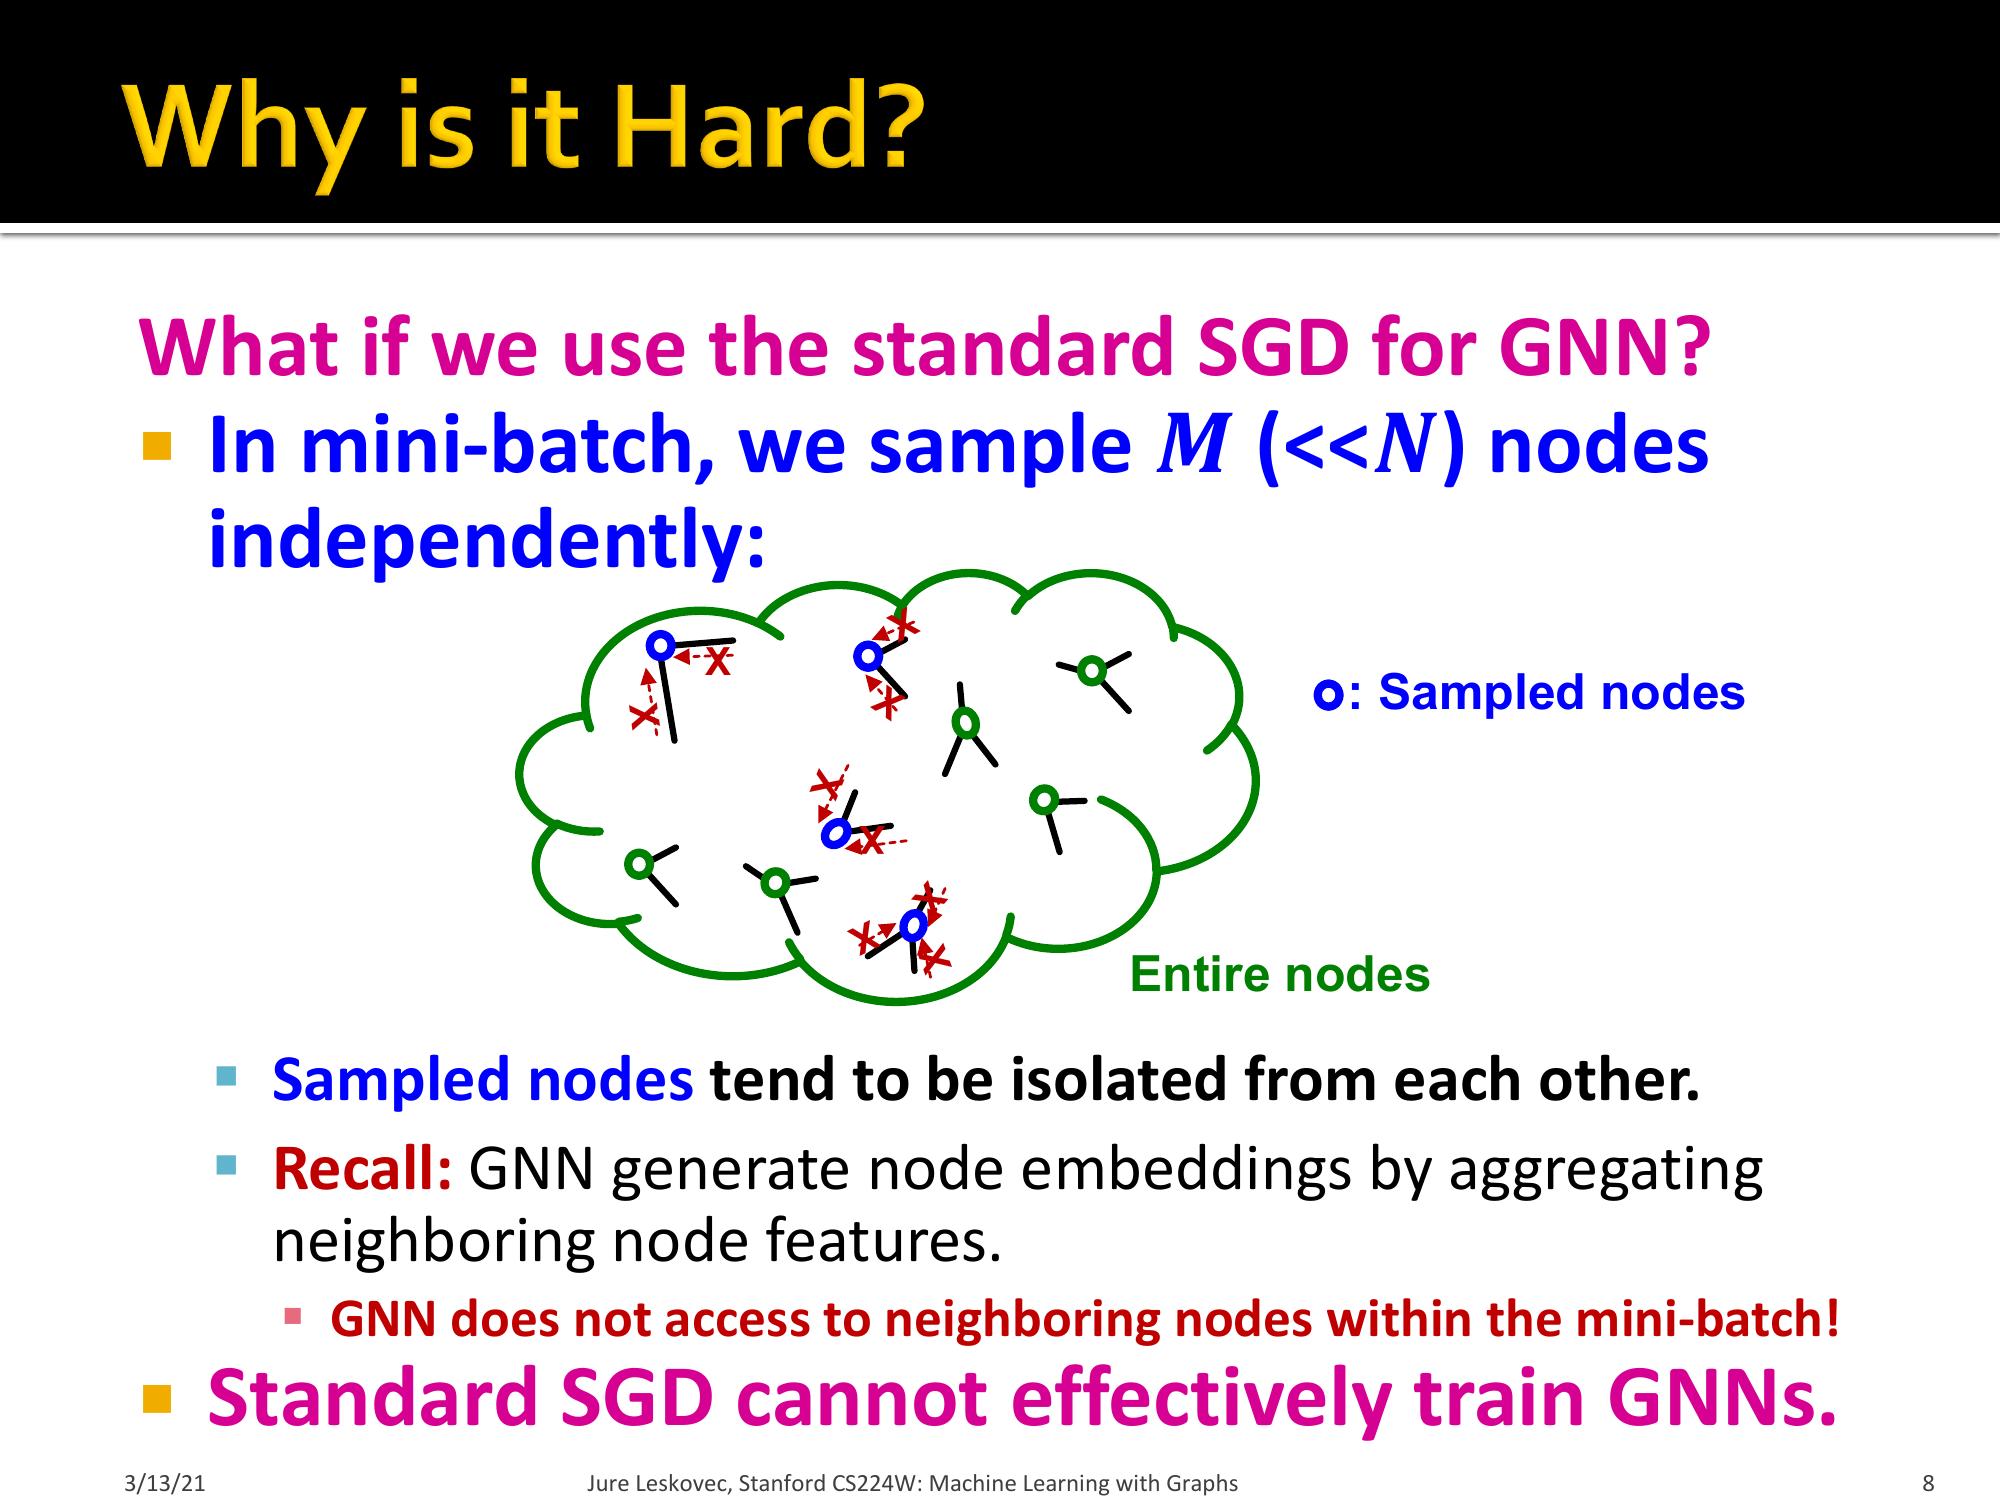 Why is it Hard?
What if we use the standard SGD for GNN?
In mini-batch, we sample M (<<N) nodes
independently:
X
X
X
X
X
X
X
X
X
: Sampled nodes
Entire nodes
Sampled nodes tend to be isolated from each other.
Recall: GNN generate node embeddings by aggregating
neighboring node features.
GNN does not access to neighboring nodes within the mini-batch!
Standard SGD cannot effectively train GNNs.
3/13/21 Jure Leskovec, Stanford CS224W: Machine Learning with Graphs 8